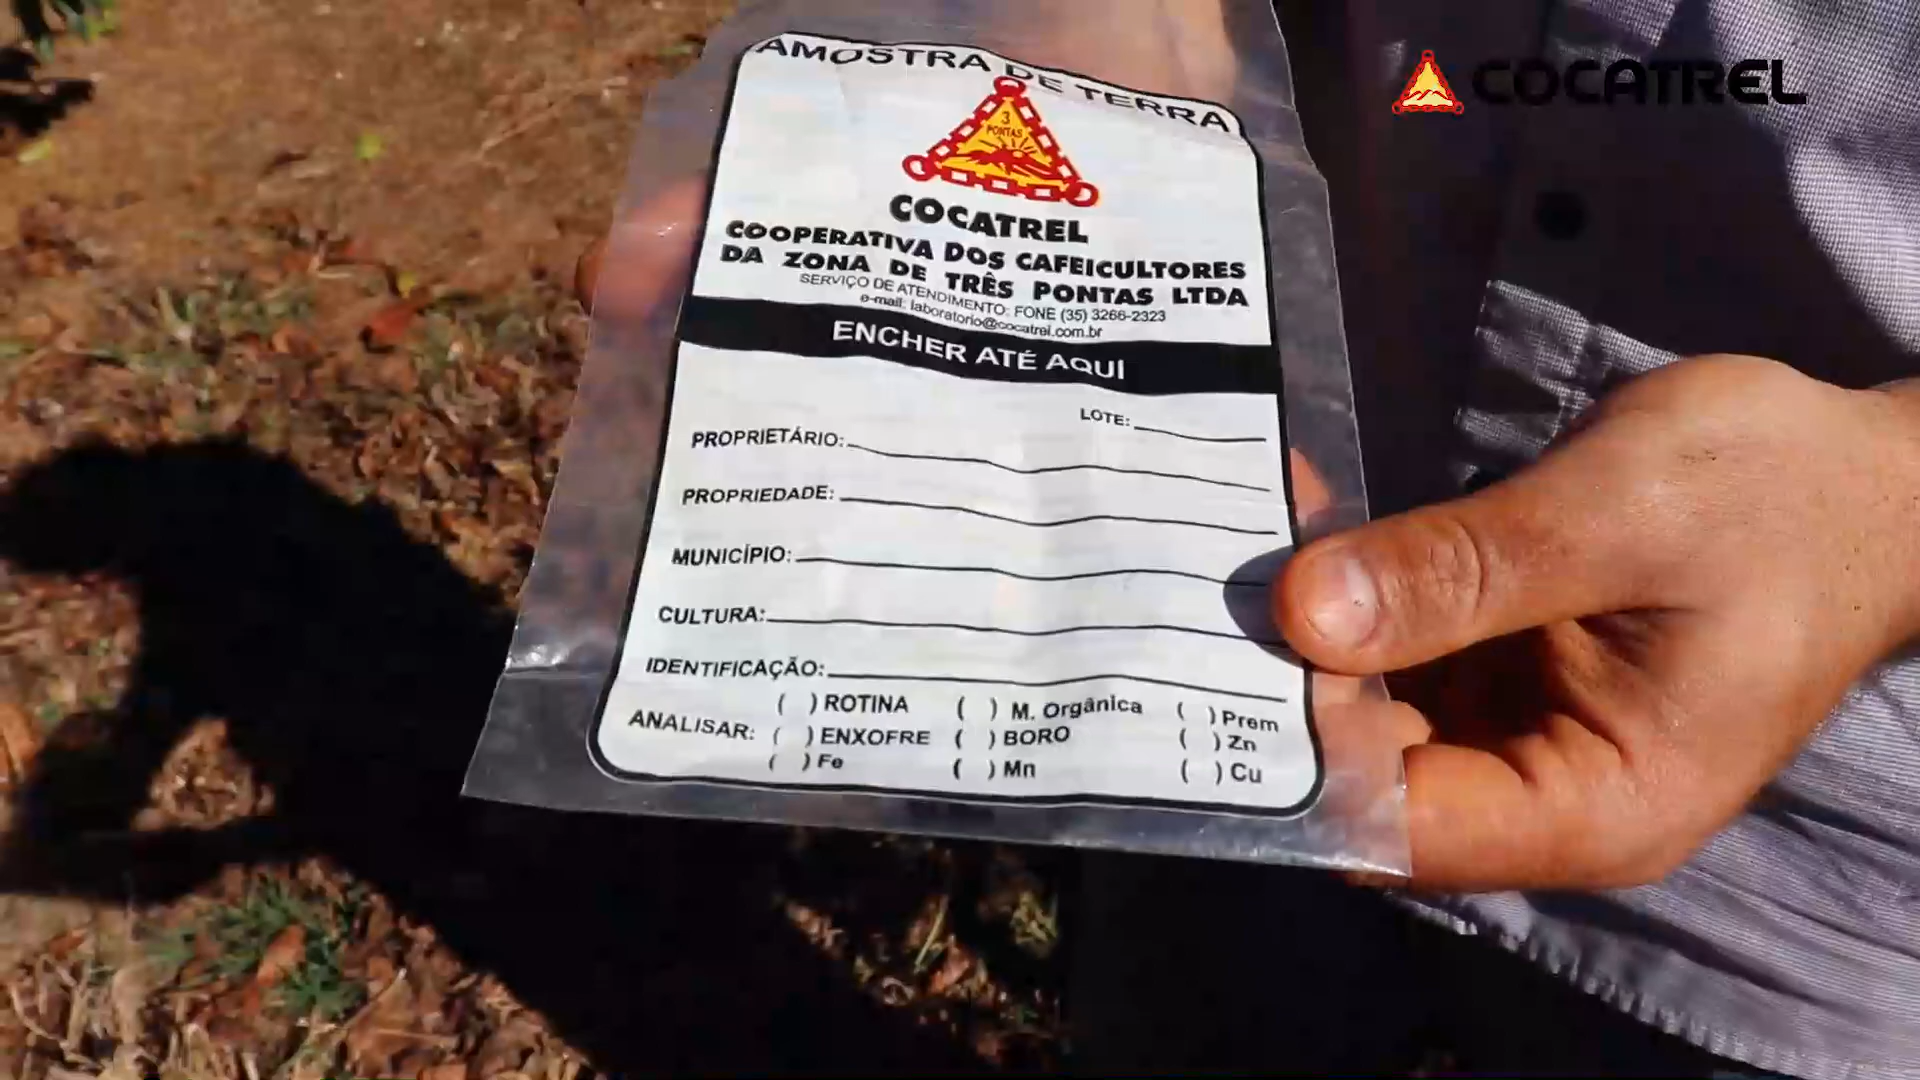 AMOSTRA DE TERRA
3
PONTAS
COCATREL
COOPERATIVA DOS CAFEICULTORES
DA ZONA DE TRÊS PONTAS LTDA
SERVIÇO DE ATENDIMENTO: FONE (35) 3266-2323
e-mail: laboratorio@cocatrel.com.br
ENCHER ATÉ AQUI
LOTE:
PROPRIETÁRIO:
PROPRIEDADE:
MUNICÍPIO:
CULTURA:
IDENTIFICAÇÃO:
ANALISAR: ( ) ROTINA ( ) M. Orgânica ( ) Prem
( ) ENXOFRE ( ) BORO ( ) Zn
( ) Fe ( ) Mn ( ) Cu
COCATREL